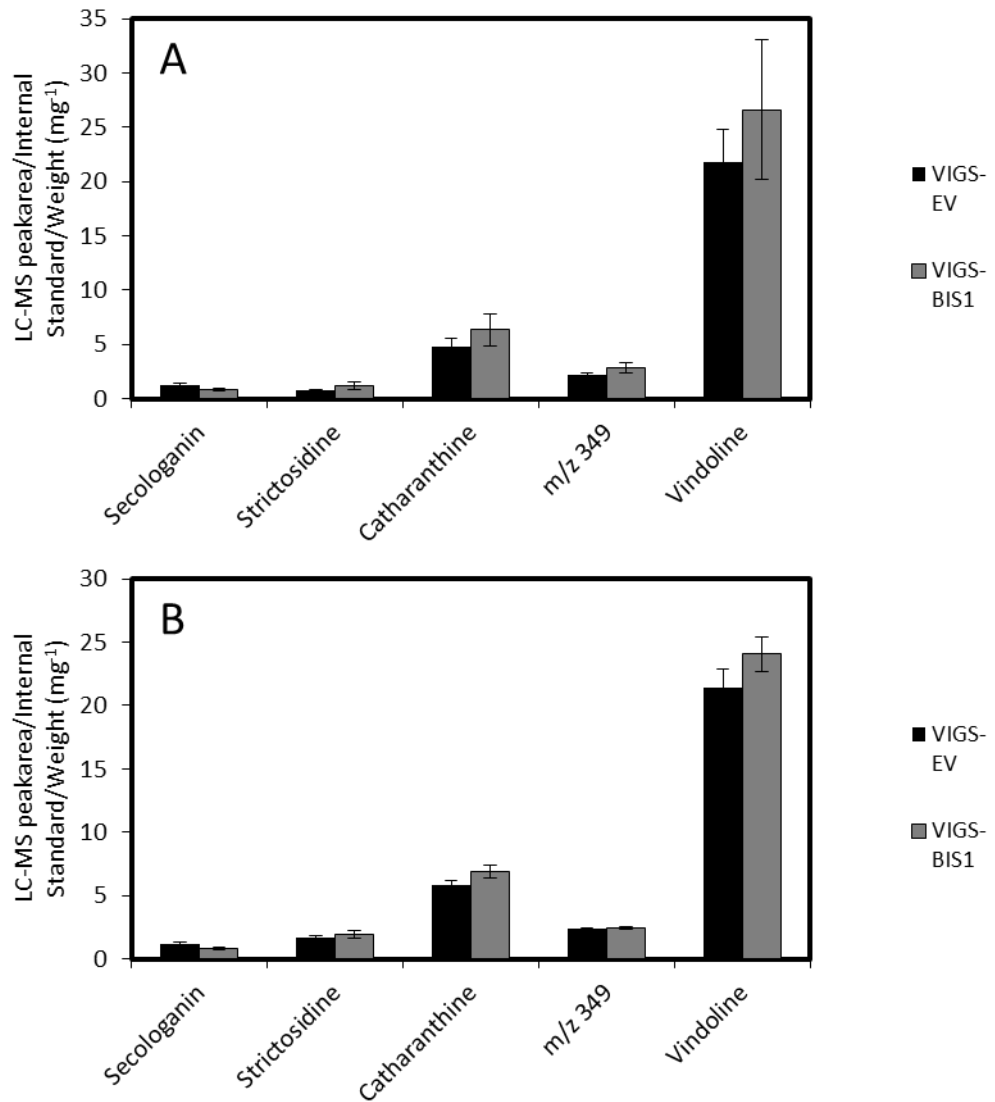 A
LC-MS peakarea/Internal
Standard/Weight (mg-1)
35
30
25
20
15
10
5
0
Secologanin
Strictosidine
Catharanthine
m/z 349
Vindoline
VIGS-
EV
VIGS-
BIS1
B
LC-MS peakarea/Internal
Standard/Weight (mg-1)
30
25
20
15
10
5
0
Secologanin
Strictosidine
Catharanthine
m/z 349
Vindoline
VIGS-
EV
VIGS-
BIS1